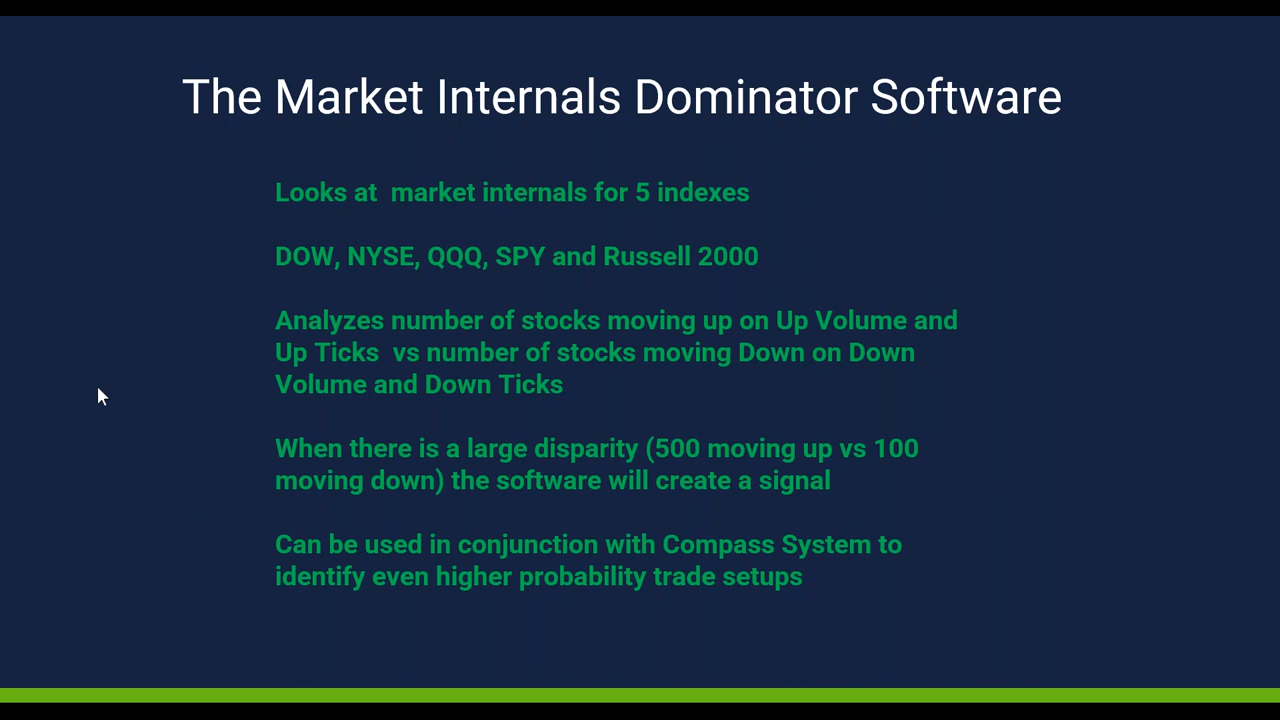 The Market Internals Dominator Software
Looks at  market internals for 5 indexes
DOW, NYSE, QQQ, SPY and Russell 2000
Analyzes number of stocks moving up on Up Volume and
Up Ticks  vs number of stocks moving Down on Down
Volume and Down Ticks
When there is a large disparity (500 moving up vs 100
moving down) the software will create a signal
Can be used in conjunction with Compass System to
identify even higher probability trade setups